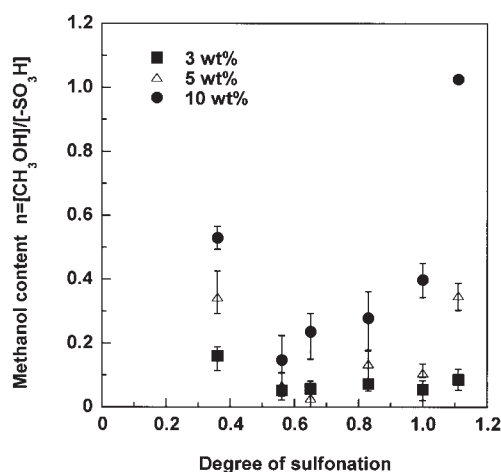 1.2
1.0
0.8
0.6
0.4
0.2
0
3 wt%
5 wt%
10 wt%
Methanol content n=[CH3OH]/[-SO3H]
0.0 0.2 0.4 0.6 0.8 1.0 1.2
Degree of sulfonation